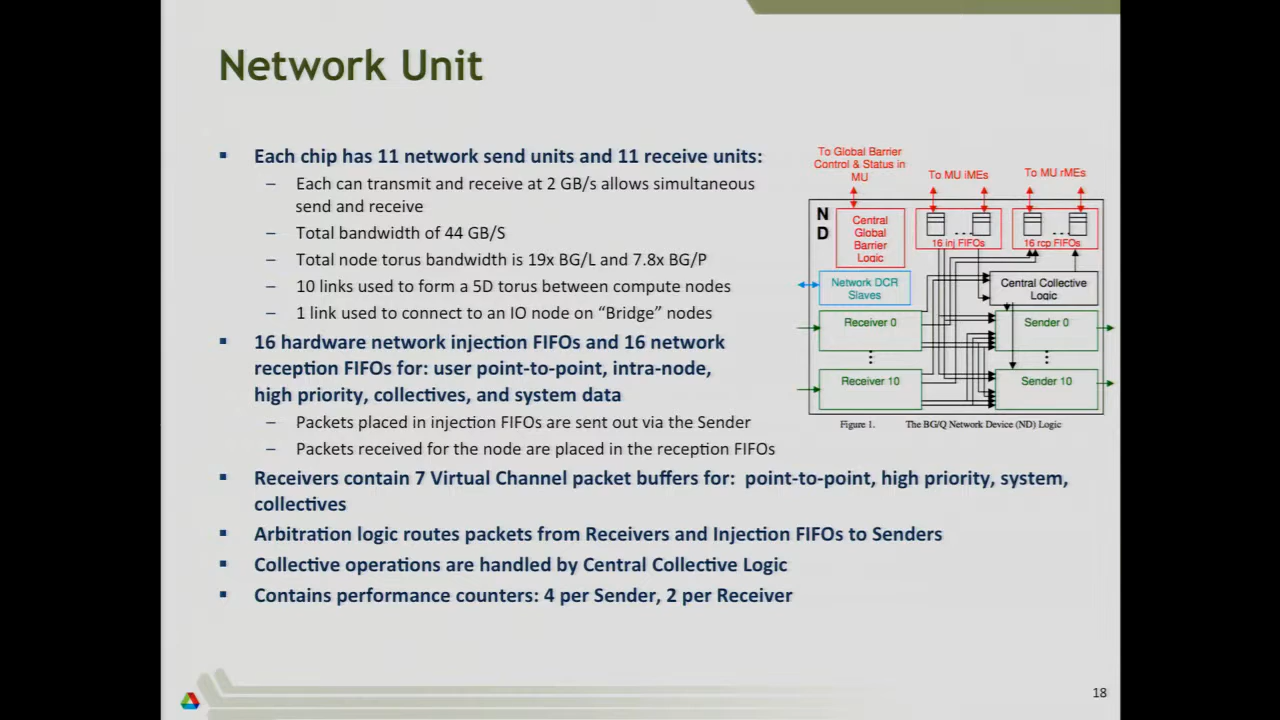 Network Unit
▪ Each chip has 11 network send units and 11 receive units:
– Each can transmit and receive at 2 GB/s allows simultaneous
send and receive
– Total bandwidth of 44 GB/S
– Total node torus bandwidth is 19x BG/L and 7.8x BG/P
– 10 links used to form a 5D torus between compute nodes
– 1 link used to connect to an IO node on “Bridge” nodes
▪ 16 hardware network injection FIFOs and 16 network
reception FIFOs for: user point-to-point, intra-node,
high priority, collectives, and system data
– Packets placed in injection FIFOs are sent out via the Sender
– Packets received for the node are placed in the reception FIFOs
▪ Receivers contain 7 Virtual Channel packet buffers for: point-to-point, high priority, system,
collectives
▪ Arbitration logic routes packets from Receivers and Injection FIFOs to Senders
▪ Collective operations are handled by Central Collective Logic
▪ Contains performance counters: 4 per Sender, 2 per Receiver
To Global Barrier
Control & Status in
MU
To MU iMEs
To MU rMEs
N
D
Central
Global
Barrier
Logic
16 inj FIFOs
16 rcp FIFOs
Network DCR
Slaves
Central Collective
Logic
Receiver 0
Sender 0
Receiver 10
Sender 10
Figure 1. The BG/Q Network Device (ND) Logic
18